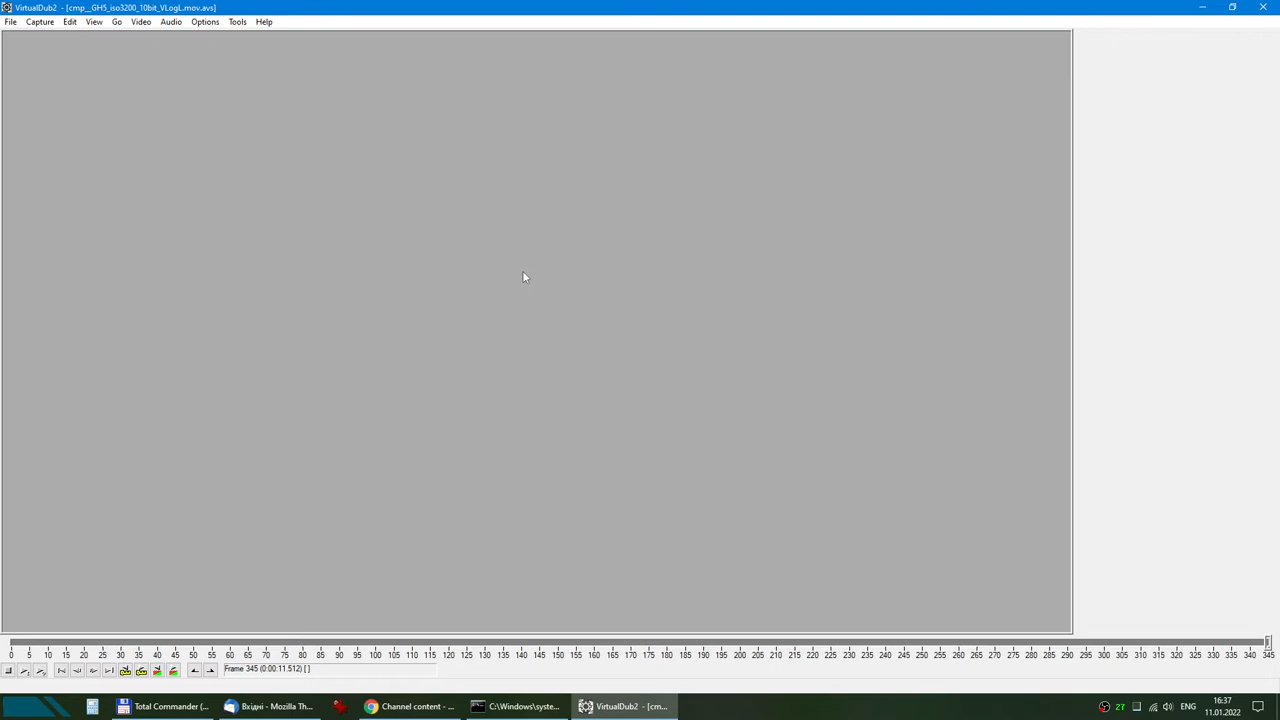 VirtualDub2 - [cmp__GH5_iso3200_10bit_VLogL.mov.avs]
File Capture Edit View Go Video Audio Options Tools Help
0 5 10 15 20 25 30 35 40 45 50 55 60 65 70 75 80 85 90 95 100 105 110 115 120 125 130 135 140 145 150 155 160 165 170 175 180 185 190 195 200 205 210 215 220 225 230 235 240 245 250 255 260 265 270 275 280 285 290 295 300 305 310 315 320 325 330 335 340 345
Frame 345 (0:00:11.512) [ ]
Total Commander (... Вхідні - Mozilla Th... Channel content - ... C:\Windows\syste... VirtualDub2 - [cm... 27 ENG
16:37
11.01.2022